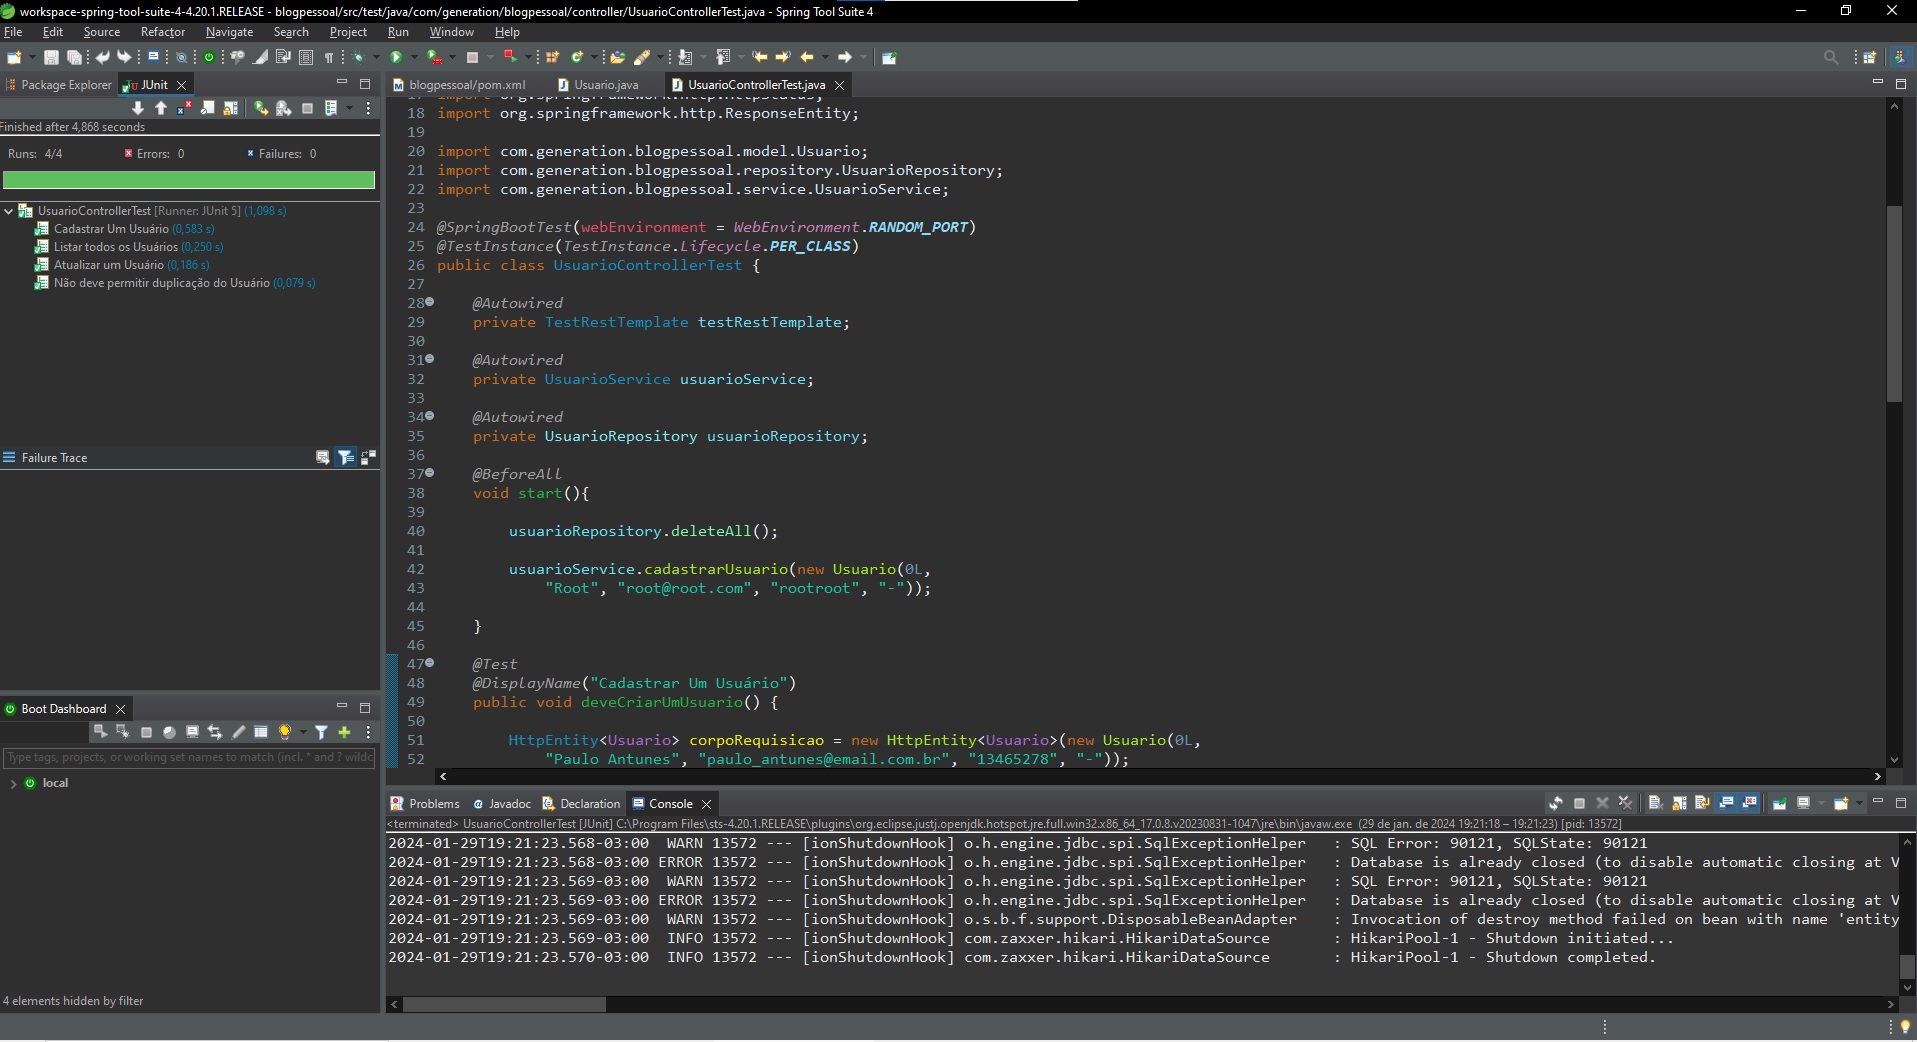 workspace-spring-tool-suite-4-4.20.1.RELEASE - blogpessoal/src/test/java/com/generation/blogpessoal/controller/UsuarioControllerTest.java - Spring Tool Suite 4
File Edit Source Refactor Navigate Search Project Run Window Help
Package Explorer JUnit
Finished after 4,868 seconds
Runs: 4/4 Errors: 0 Failures: 0
UsuarioControllerTest [Runner: JUnit 5] (1,098 s)
Cadastrar Um Usuário (0,583 s)
Listar todos os Usuários (0,250 s)
Atualizar um Usuário (0,186 s)
Não deve permitir duplicação do Usuário (0,079 s)
Failure Trace
Boot Dashboard
Type tags, projects, or working set names to match (incl. * and ? wildc
local
4 elements hidden by filter
blogpessoal/pom.xml Usuario.java UsuarioControllerTest.java
17 import org.springframework.http.HttpStatus;
18 import org.springframework.http.ResponseEntity;
19
20 import com.generation.blogpessoal.model.Usuario;
21 import com.generation.blogpessoal.repository.UsuarioRepository;
22 import com.generation.blogpessoal.service.UsuarioService;
23
24 @SpringBootTest(webEnvironment = WebEnvironment.RANDOM_PORT)
25 @TestInstance(TestInstance.Lifecycle.PER_CLASS)
26 public class UsuarioControllerTest {
27
28 @Autowired
29 private TestRestTemplate testRestTemplate;
30
31 @Autowired
32 private UsuarioService usuarioService;
33
34 @Autowired
35 private UsuarioRepository usuarioRepository;
36
37 @BeforeAll
38 void start(){
39
40 usuarioRepository.deleteAll();
41
42 usuarioService.cadastrarUsuario(new Usuario(0L,
43 "Root", "root@root.com", "rootroot", "-"));
44
45 }
46
47 @Test
48 @DisplayName("Cadastrar Um Usuário")
49 public void deveCriarUmUsuario() {
50
51 HttpEntity<Usuario> corpoRequisicao = new HttpEntity<Usuario>(new Usuario(0L,
52 "Paulo Antunes", "paulo_antunes@email.com.br", "13465278", "-"));
Problems Javadoc Declaration Console
<terminated> UsuarioControllerTest [JUnit] C:\Program Files\sts-4.20.1.RELEASE\plugins\org.eclipse.justj.openjdk.hotspot.jre.full.win32.x86_64_17.0.8.v20230831-1047\jre\bin\javaw.exe (29 de jan. de 2024 19:21:18 – 19:21:23) [pid: 13572]
2024-01-29T19:21:23.568-03:00 WARN 13572 --- [ionShutdownHook] o.h.engine.jdbc.spi.SqlExceptionHelper : SQL Error: 90121, SQLState: 90121
2024-01-29T19:21:23.568-03:00 ERROR 13572 --- [ionShutdownHook] o.h.engine.jdbc.spi.SqlExceptionHelper : Database is already closed (to disable automatic closing at V
2024-01-29T19:21:23.569-03:00 WARN 13572 --- [ionShutdownHook] o.h.engine.jdbc.spi.SqlExceptionHelper : SQL Error: 90121, SQLState: 90121
2024-01-29T19:21:23.569-03:00 ERROR 13572 --- [ionShutdownHook] o.h.engine.jdbc.spi.SqlExceptionHelper : Database is already closed (to disable automatic closing at V
2024-01-29T19:21:23.569-03:00 WARN 13572 --- [ionShutdownHook] o.s.b.f.support.DisposableBeanAdapter : Invocation of destroy method failed on bean with name 'entity
2024-01-29T19:21:23.569-03:00 INFO 13572 --- [ionShutdownHook] com.zaxxer.hikari.HikariDataSource : HikariPool-1 - Shutdown initiated...
2024-01-29T19:21:23.570-03:00 INFO 13572 --- [ionShutdownHook] com.zaxxer.hikari.HikariDataSource : HikariPool-1 - Shutdown completed.